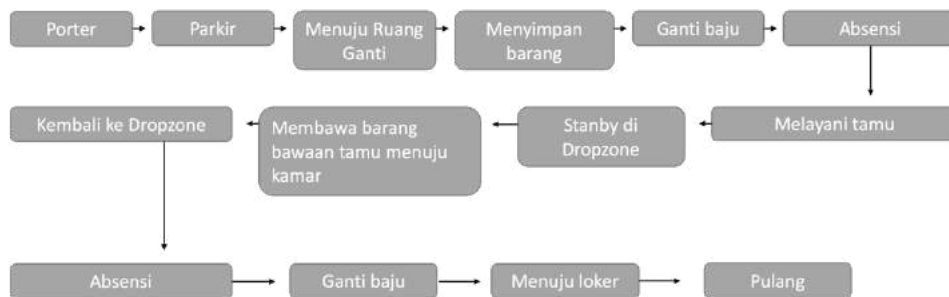 Porter
Parkir
Menuju Ruang
Ganti
Menyimpan
barang
Ganti baju
Absensi
Melayani tamu
Stanby di
Dropzone
Membawa barang
bawaan tamu menuju
kamar
Kembali ke Dropzone
Absensi
Ganti baju
Menuju loker
Pulang